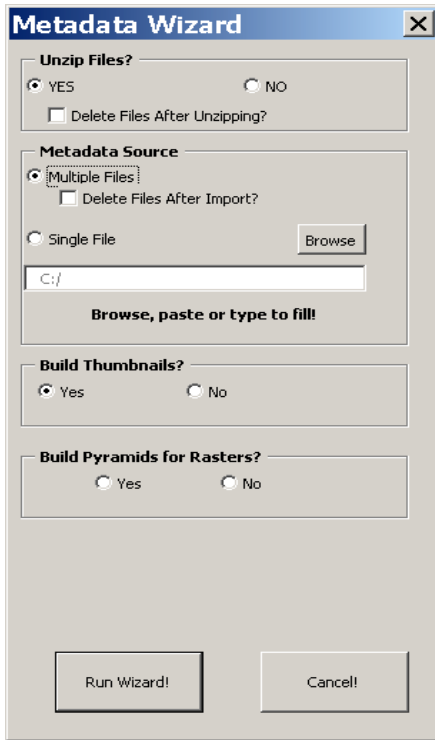 Metadata Wizard
Unzip Files?
YES NO
Delete Files After Unzipping?
Metadata Source
Multiple Files
Delete Files After Import?
Single File Browse
C:/
Browse, paste or type to fill!
Build Thumbnails?
Yes No
Build Pyramids for Rasters?
Yes No
Run Wizard! Cancel!